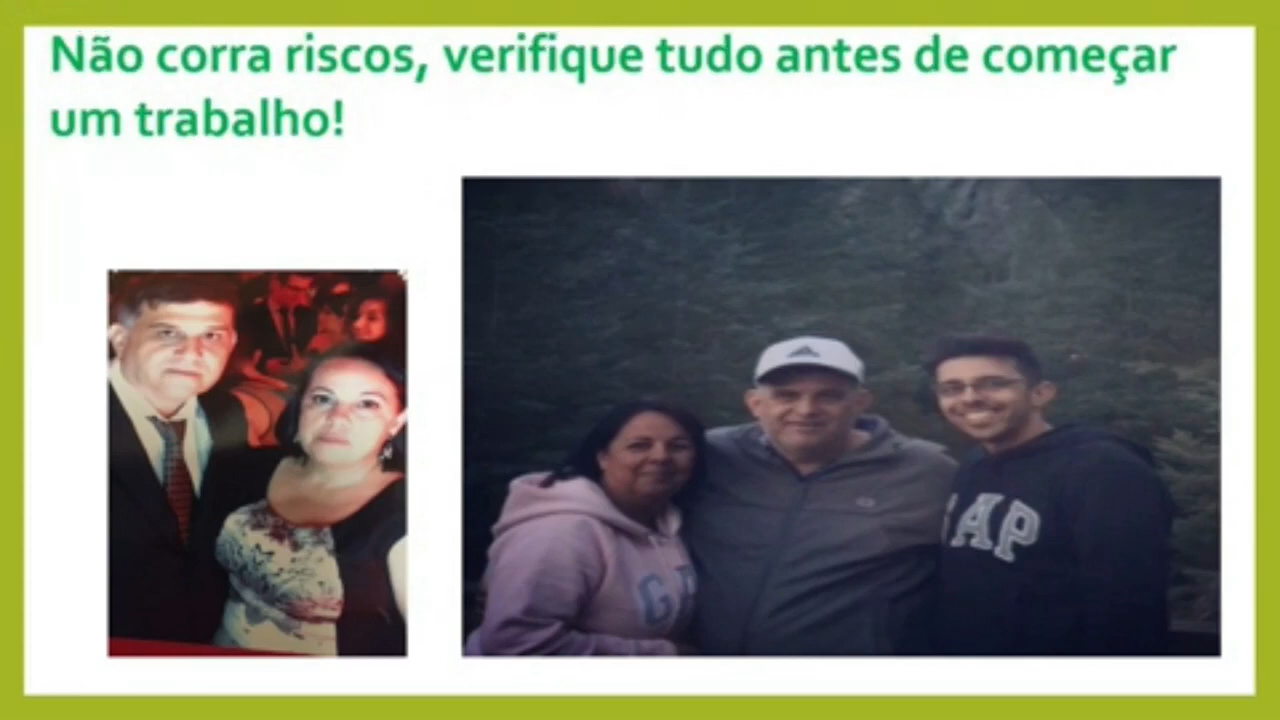 Não corra riscos, verifique tudo antes de começar
um trabalho!
GAP